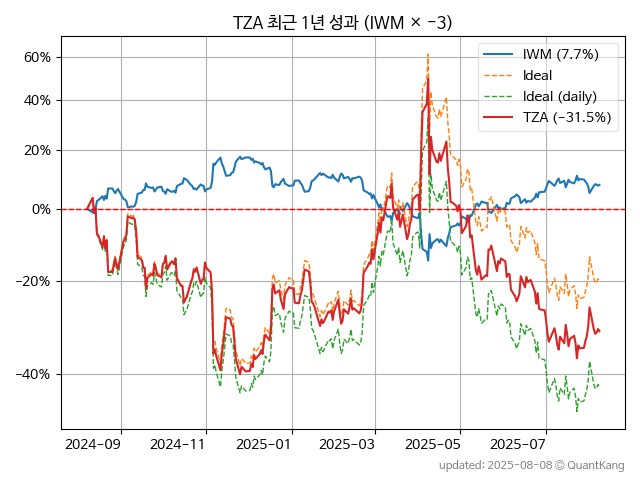 TZA 최근 1년 성과 (IWM × −3)
IWM (7.7%)
Ideal
Ideal (daily)
TZA (−31.5%)
60%
40%
20%
0%
−20%
−40%
2024-09
2024-11
2025-01
2025-03
2025-05
2025-07
updated: 2025-08-08 © QuantKang